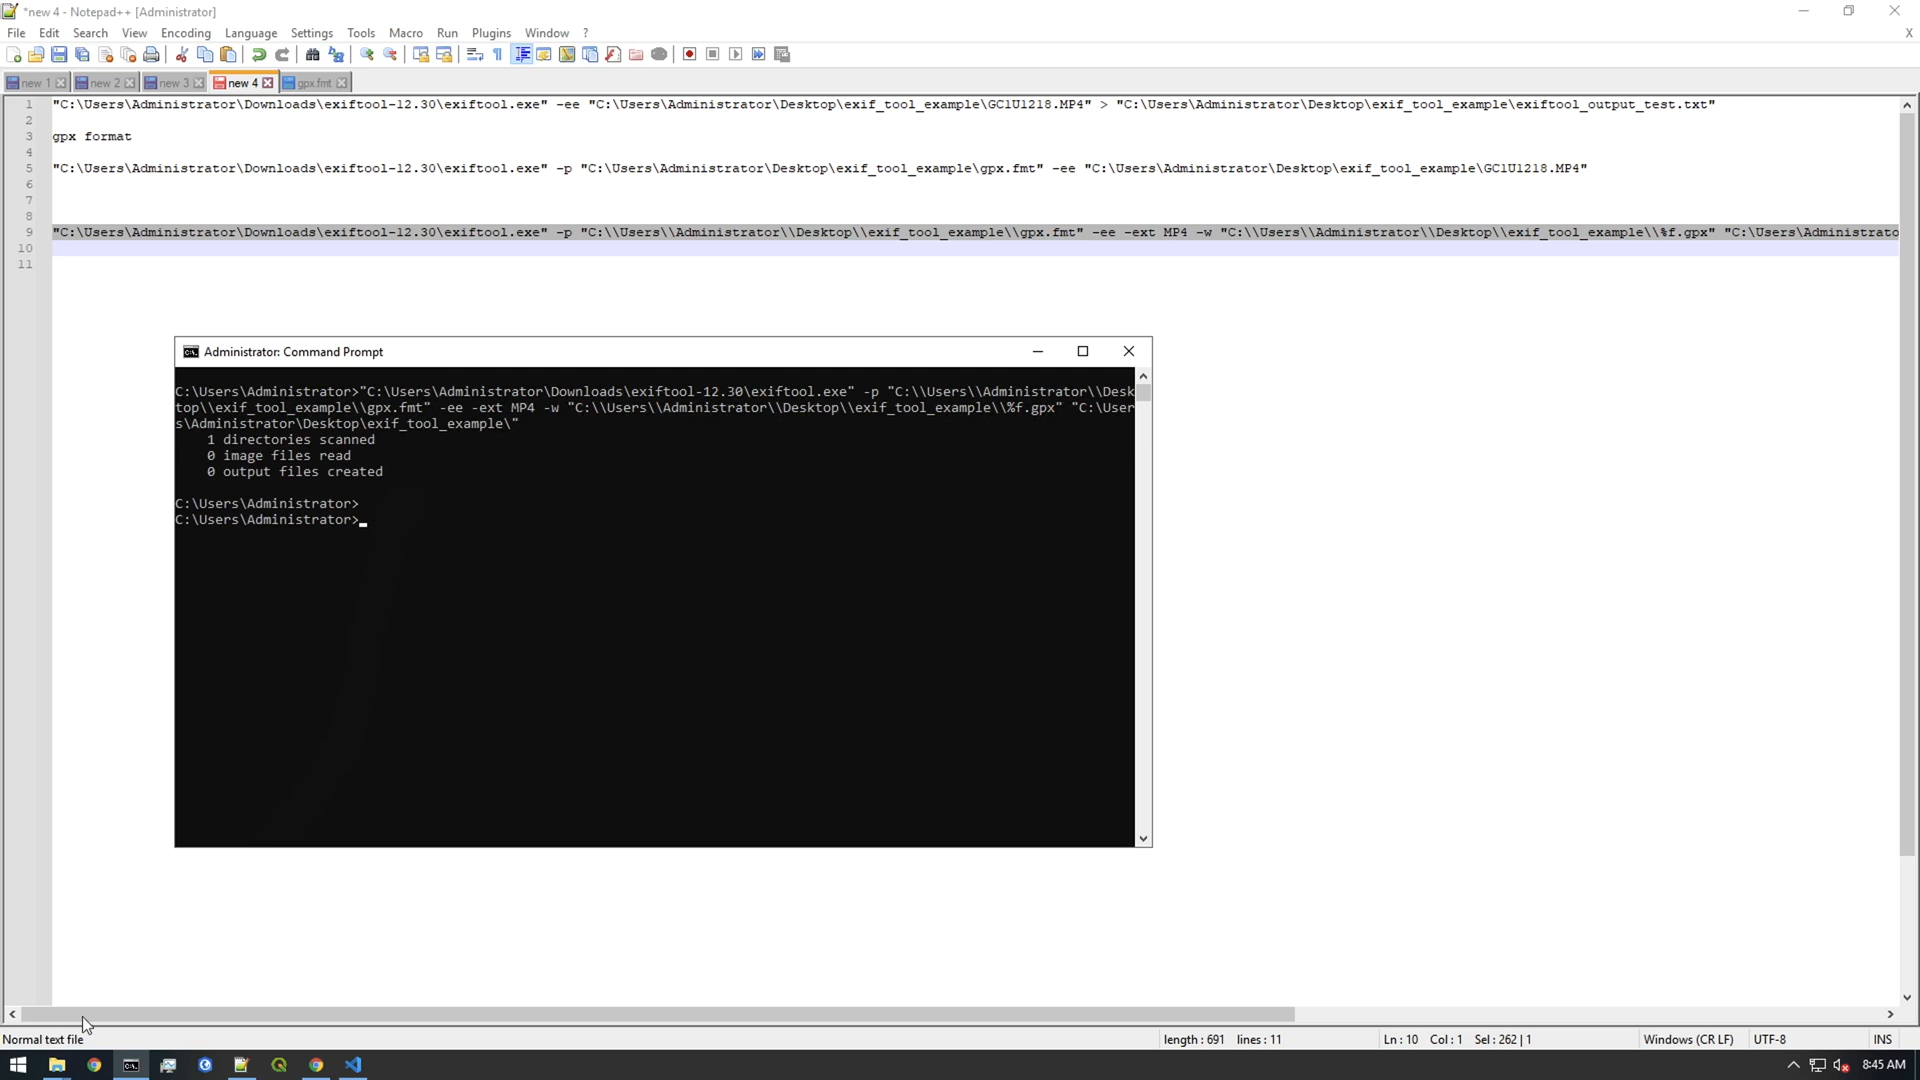 *new 4 - Notepad++ [Administrator]
File Edit Search View Encoding Language Settings Tools Macro Run Plugins Window ? X
new 1 new 2 new 3 new 4 gpx.fmt
1 "C:\Users\Administrator\Downloads\exiftool-12.30\exiftool.exe" -ee "C:\Users\Administrator\Desktop\exif_tool_example\GC1U1218.MP4" > "C:\Users\Administrator\Desktop\exif_tool_example\exiftool_output_test.txt"
2
3 gpx format
4
5 "C:\Users\Administrator\Downloads\exiftool-12.30\exiftool.exe" -p "C:\Users\Administrator\Desktop\exif_tool_example\gpx.fmt" -ee "C:\Users\Administrator\Desktop\exif_tool_example\GC1U1218.MP4"
6
7
8
9 "C:\Users\Administrator\Downloads\exiftool-12.30\exiftool.exe" -p "C:\\Users\\Administrator\\Desktop\\exif_tool_example\\gpx.fmt" -ee -ext MP4 -w "C:\\Users\\Administrator\\Desktop\\exif_tool_example\\%f.gpx" "C:\Users\Administrato
10
11
Administrator: Command Prompt
C:\Users\Administrator>"C:\Users\Administrator\Downloads\exiftool-12.30\exiftool.exe" -p "C:\\Users\\Administrator\\Desk
top\\exif_tool_example\\gpx.fmt" -ee -ext MP4 -w "C:\\Users\\Administrator\\Desktop\\exif_tool_example\\%f.gpx" "C:\User
s\Administrator\Desktop\exif_tool_example\"
1 directories scanned
0 image files read
0 output files created
C:\Users\Administrator>
C:\Users\Administrator>_
Normal text file length : 691 lines : 11 Ln : 10 Col : 1 Sel : 262 | 1 Windows (CR LF) UTF-8 INS
8:45 AM